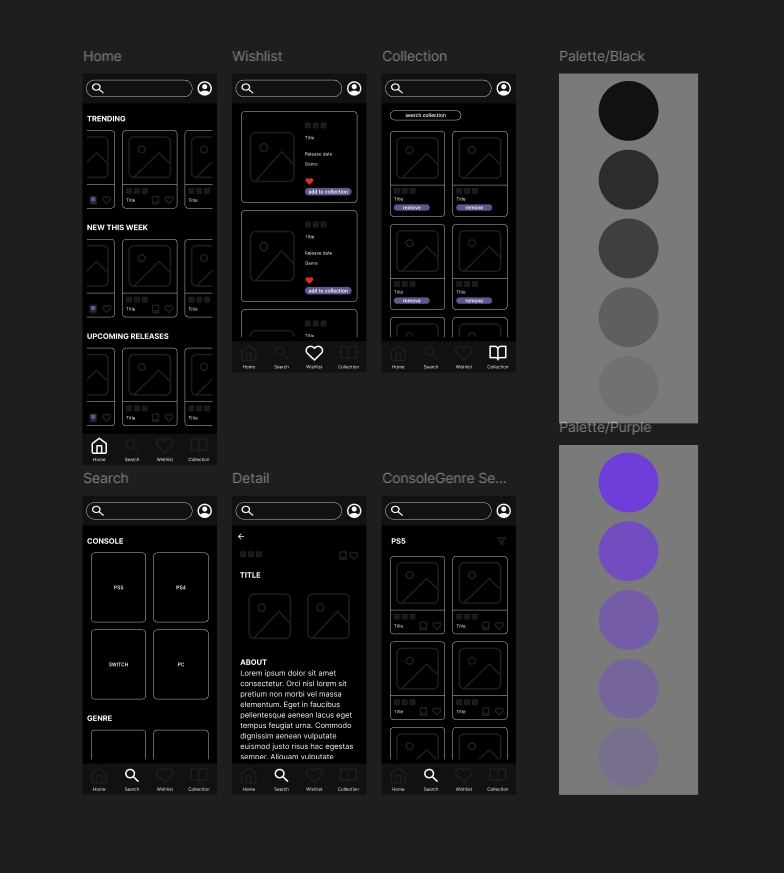 Home
TRENDING
Title
Title
NEW THIS WEEK
Title
Title
UPCOMING RELEASES
Title
Title
Home
Search
Wishlist
Collection
Wishlist
Title
Release date
Genre
add to collection
Title
Release date
Genre
add to collection
Title
Home
Search
Wishlist
Collection
Collection
search collection
Title
remove
Title
remove
Title
remove
Title
remove
Home
Search
Wishlist
Collection
Palette/Black
Palette/Purple
Search
CONSOLE
PS5
PS4
SWITCH
PC
GENRE
Home
Search
Wishlist
Collection
Detail
TITLE
ABOUT
Lorem ipsum dolor sit amet
consectetur. Orci nisl lorem sit
pretium non morbi vel massa
elementum. Eget in faucibus
pellentesque aenean lacus eget
tempus feugiat urna. Commodo
dignissim aenean vulputate
euismod justo risus hac egestas
semper. Aliquam vulputate
Home
Search
Wishlist
Collection
ConsoleGenre Se...
PS5
Title
Title
Title
Title
Home
Search
Wishlist
Collection